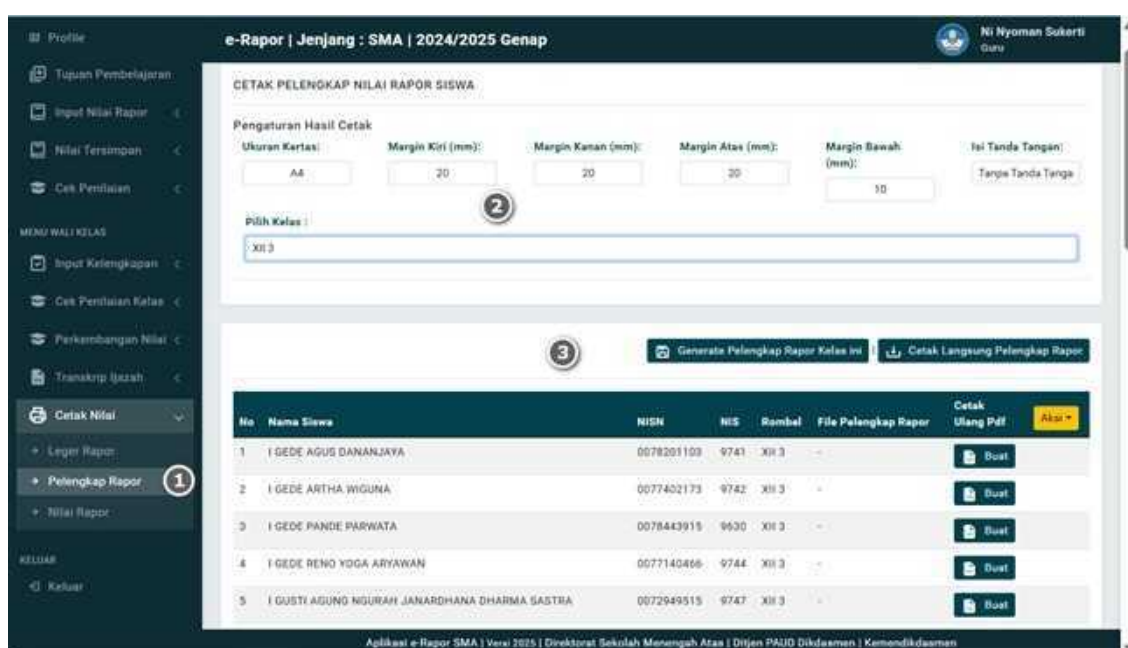 Profile
Tujuan Pembelajaran
Input Nilai Rapor
Nilai Tersimpan
Cek Penilaian
MENU WALI KELAS
Input Kelengkapan
Cek Penilaian Kelas
Perkembangan Nilai
Transkrip Ijazah
Cetak Nilai
Leger Rapor
Pelengkap Rapor
1
Nilai Rapor
KELUAR
Keluar
e-Rapor | Jenjang : SMA | 2024/2025 Genap
Ni Nyoman Sukerti
Guru
CETAK PELENGKAP NILAI RAPOR SISWA
Pengaturan Hasil Cetak
Ukuran Kertas: Margin Kiri (mm): Margin Kanan (mm): Margin Atas (mm): Margin Bawah (mm): Isi Tanda Tangan:
A4 20 20 20 10 Tanpa Tanda Tanga
2
Pilih Kelas :
XII 3
3
Generate Pelengkap Rapor Kelas ini | Cetak Langsung Pelengkap Rapor
No Nama Siswa NISN NIS Rombel File Pelengkap Rapor Cetak Ulang Pdf Aksi
1 I GEDE AGUS DANANJAYA 0078201103 9741 XII 3 - Buat
2 I GEDE ARTHA WIGUNA 0077402173 9742 XII 3 - Buat
3 I GEDE PANDE PARWATA 0078443915 9630 XII 3 - Buat
4 I GEDE RENO YOGA ARYAWAN 0077140466 9744 XII 3 - Buat
5 I GUSTI AGUNG NGURAH JANARDHANA DHARMA SASTRA 0072949515 9747 XII 3 - Buat
Aplikasi e-Rapor SMA | Versi 2025 | Direktorat Sekolah Menengah Atas | Ditjen PAUD Dikdasmen | Kemendikdasmen